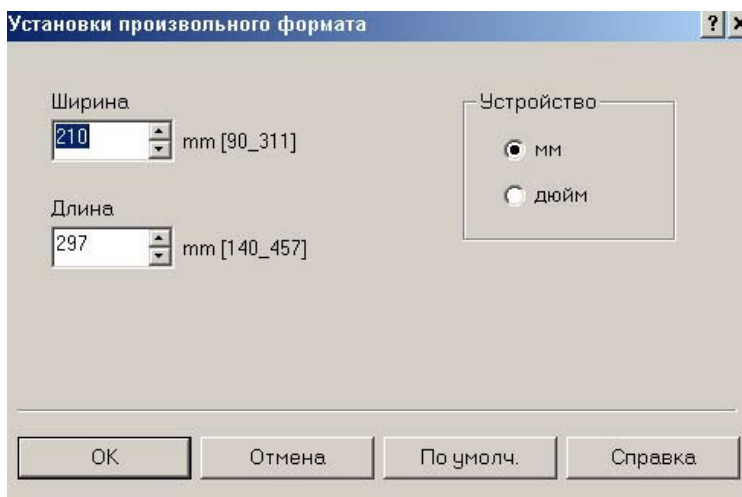 Установки произвольного формата
Ширина
210 mm [90_311]
Длина
297 mm [140_457]
Устройство
мм
дюйм
OK
Отмена
По умолч.
Справка